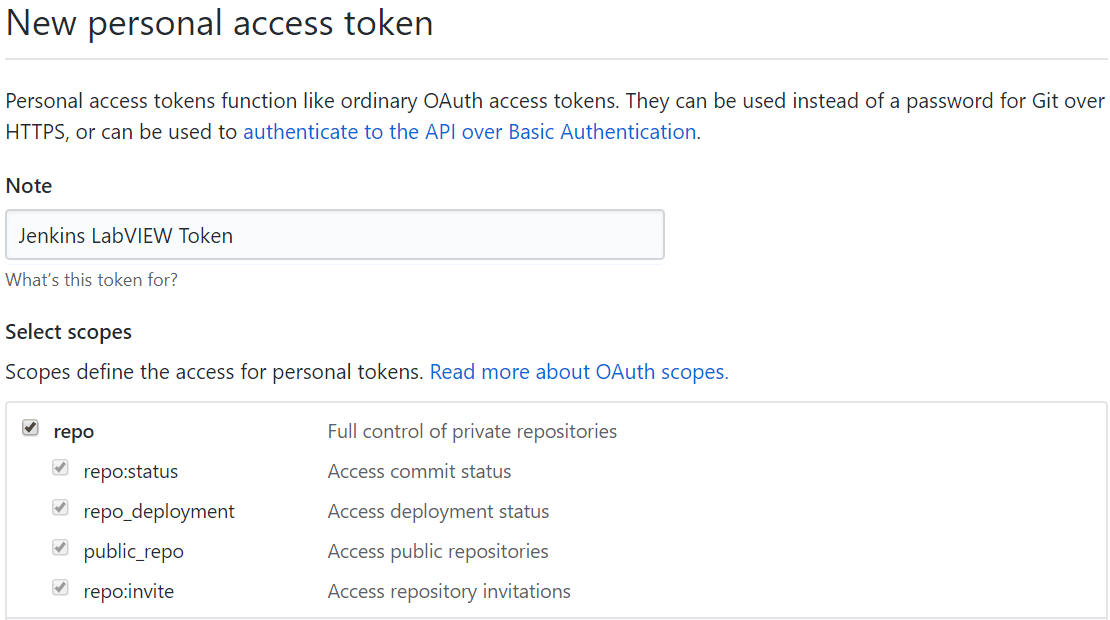 New personal access token
Personal access tokens function like ordinary OAuth access tokens. They can be used instead of a password for Git over
HTTPS, or can be used to authenticate to the API over Basic Authentication.
Note
Jenkins LabVIEW Token
What's this token for?
Select scopes
Scopes define the access for personal tokens. Read more about OAuth scopes.
repo Full control of private repositories
repo:status Access commit status
repo_deployment Access deployment status
public_repo Access public repositories
repo:invite Access repository invitations